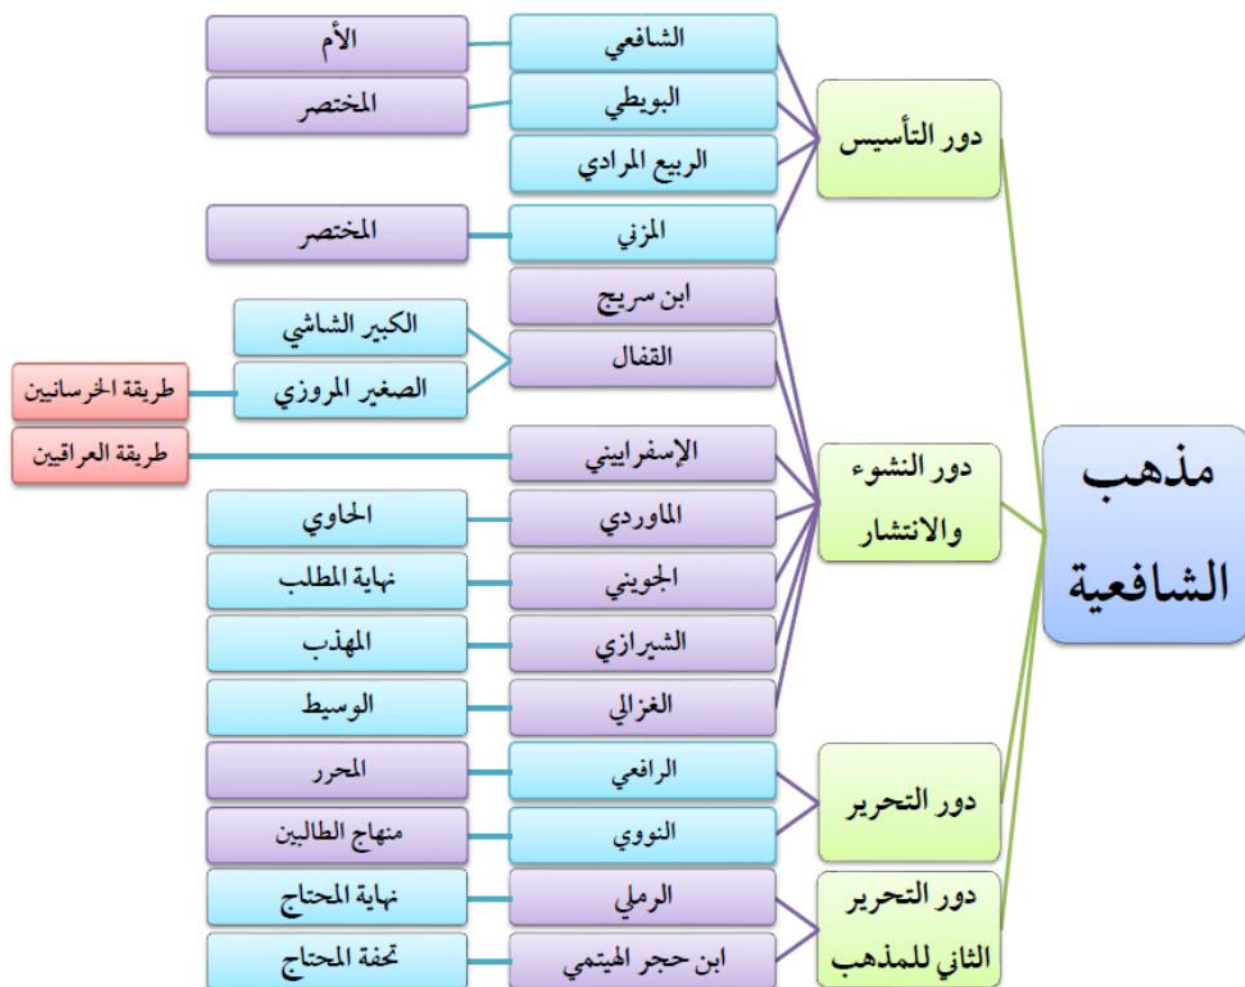 مذهب
الشافعية
دور التأسيس
الشافعي
الأم
البويطي
المختصر
الربيع المرادي
المزني
المختصر
دور النشوء
والانتشار
ابن سريج
القفال
الكبير الشاشي
الصغير المروزي
طريقة الخرسانيين
الإسفراييني
طريقة العراقيين
الماوردي
الحاوي
الجويني
نهاية المطلب
الشيرازي
المهذب
الغزالي
الوسيط
دور التحرير
الرافعي
المحرر
النووي
منهاج الطالبين
دور التحرير
الثاني للمذهب
الرملي
نهاية المحتاج
ابن حجر الهيتمي
تحفة المحتاج